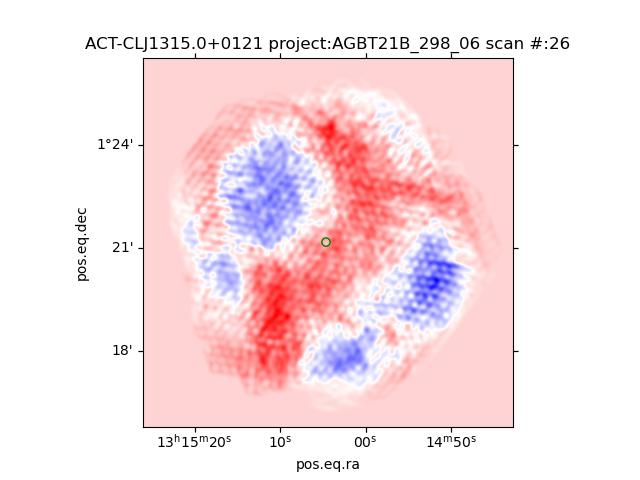 ACT-CLJ1315.0+0121 project:AGBT21B_298_06 scan #:26
1°24'
21'
18'
pos.eq.dec
13ʰ15ᵐ20ˢ 10ˢ 00ˢ 14ᵐ50ˢ
pos.eq.ra